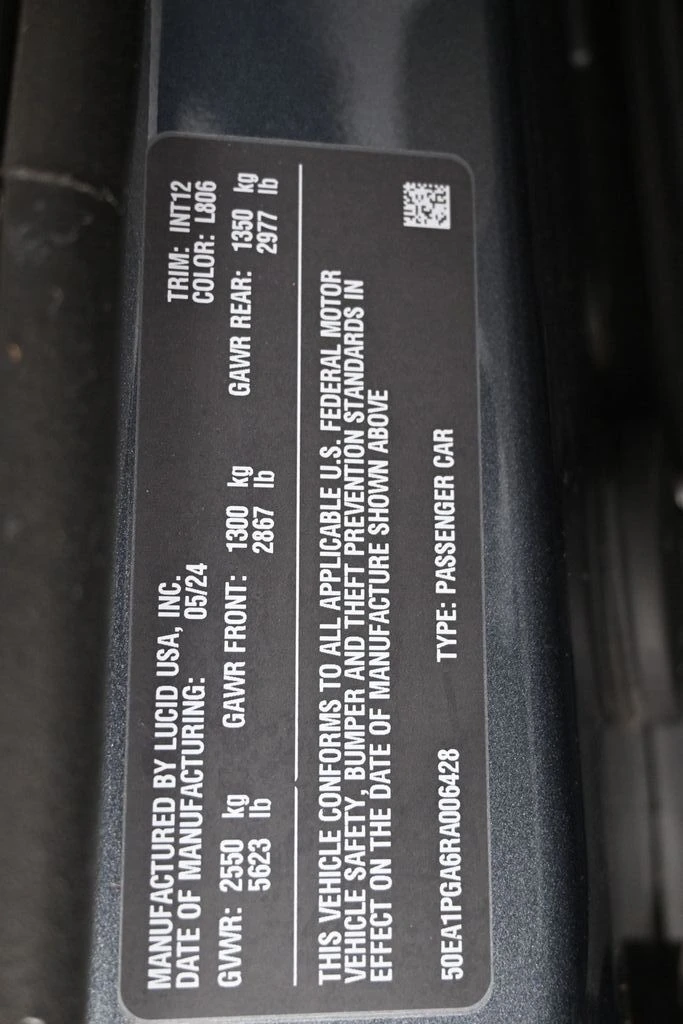 MANUFACTURED BY LUCID USA, INC. TRIM: INT12
DATE OF MANUFACTURING: 05/24 COLOR: L806
GVWR: 2550 kg GAWR FRONT: 1300 kg GAWR REAR: 1350 kg
5623 lb 2867 lb 2977 lb
THIS VEHICLE CONFORMS TO ALL APPLICABLE U.S. FEDERAL MOTOR
VEHICLE SAFETY, BUMPER AND THEFT PREVENTION STANDARDS IN
EFFECT ON THE DATE OF MANUFACTURE SHOWN ABOVE
50EA1PGA6RA006428 TYPE: PASSENGER CAR